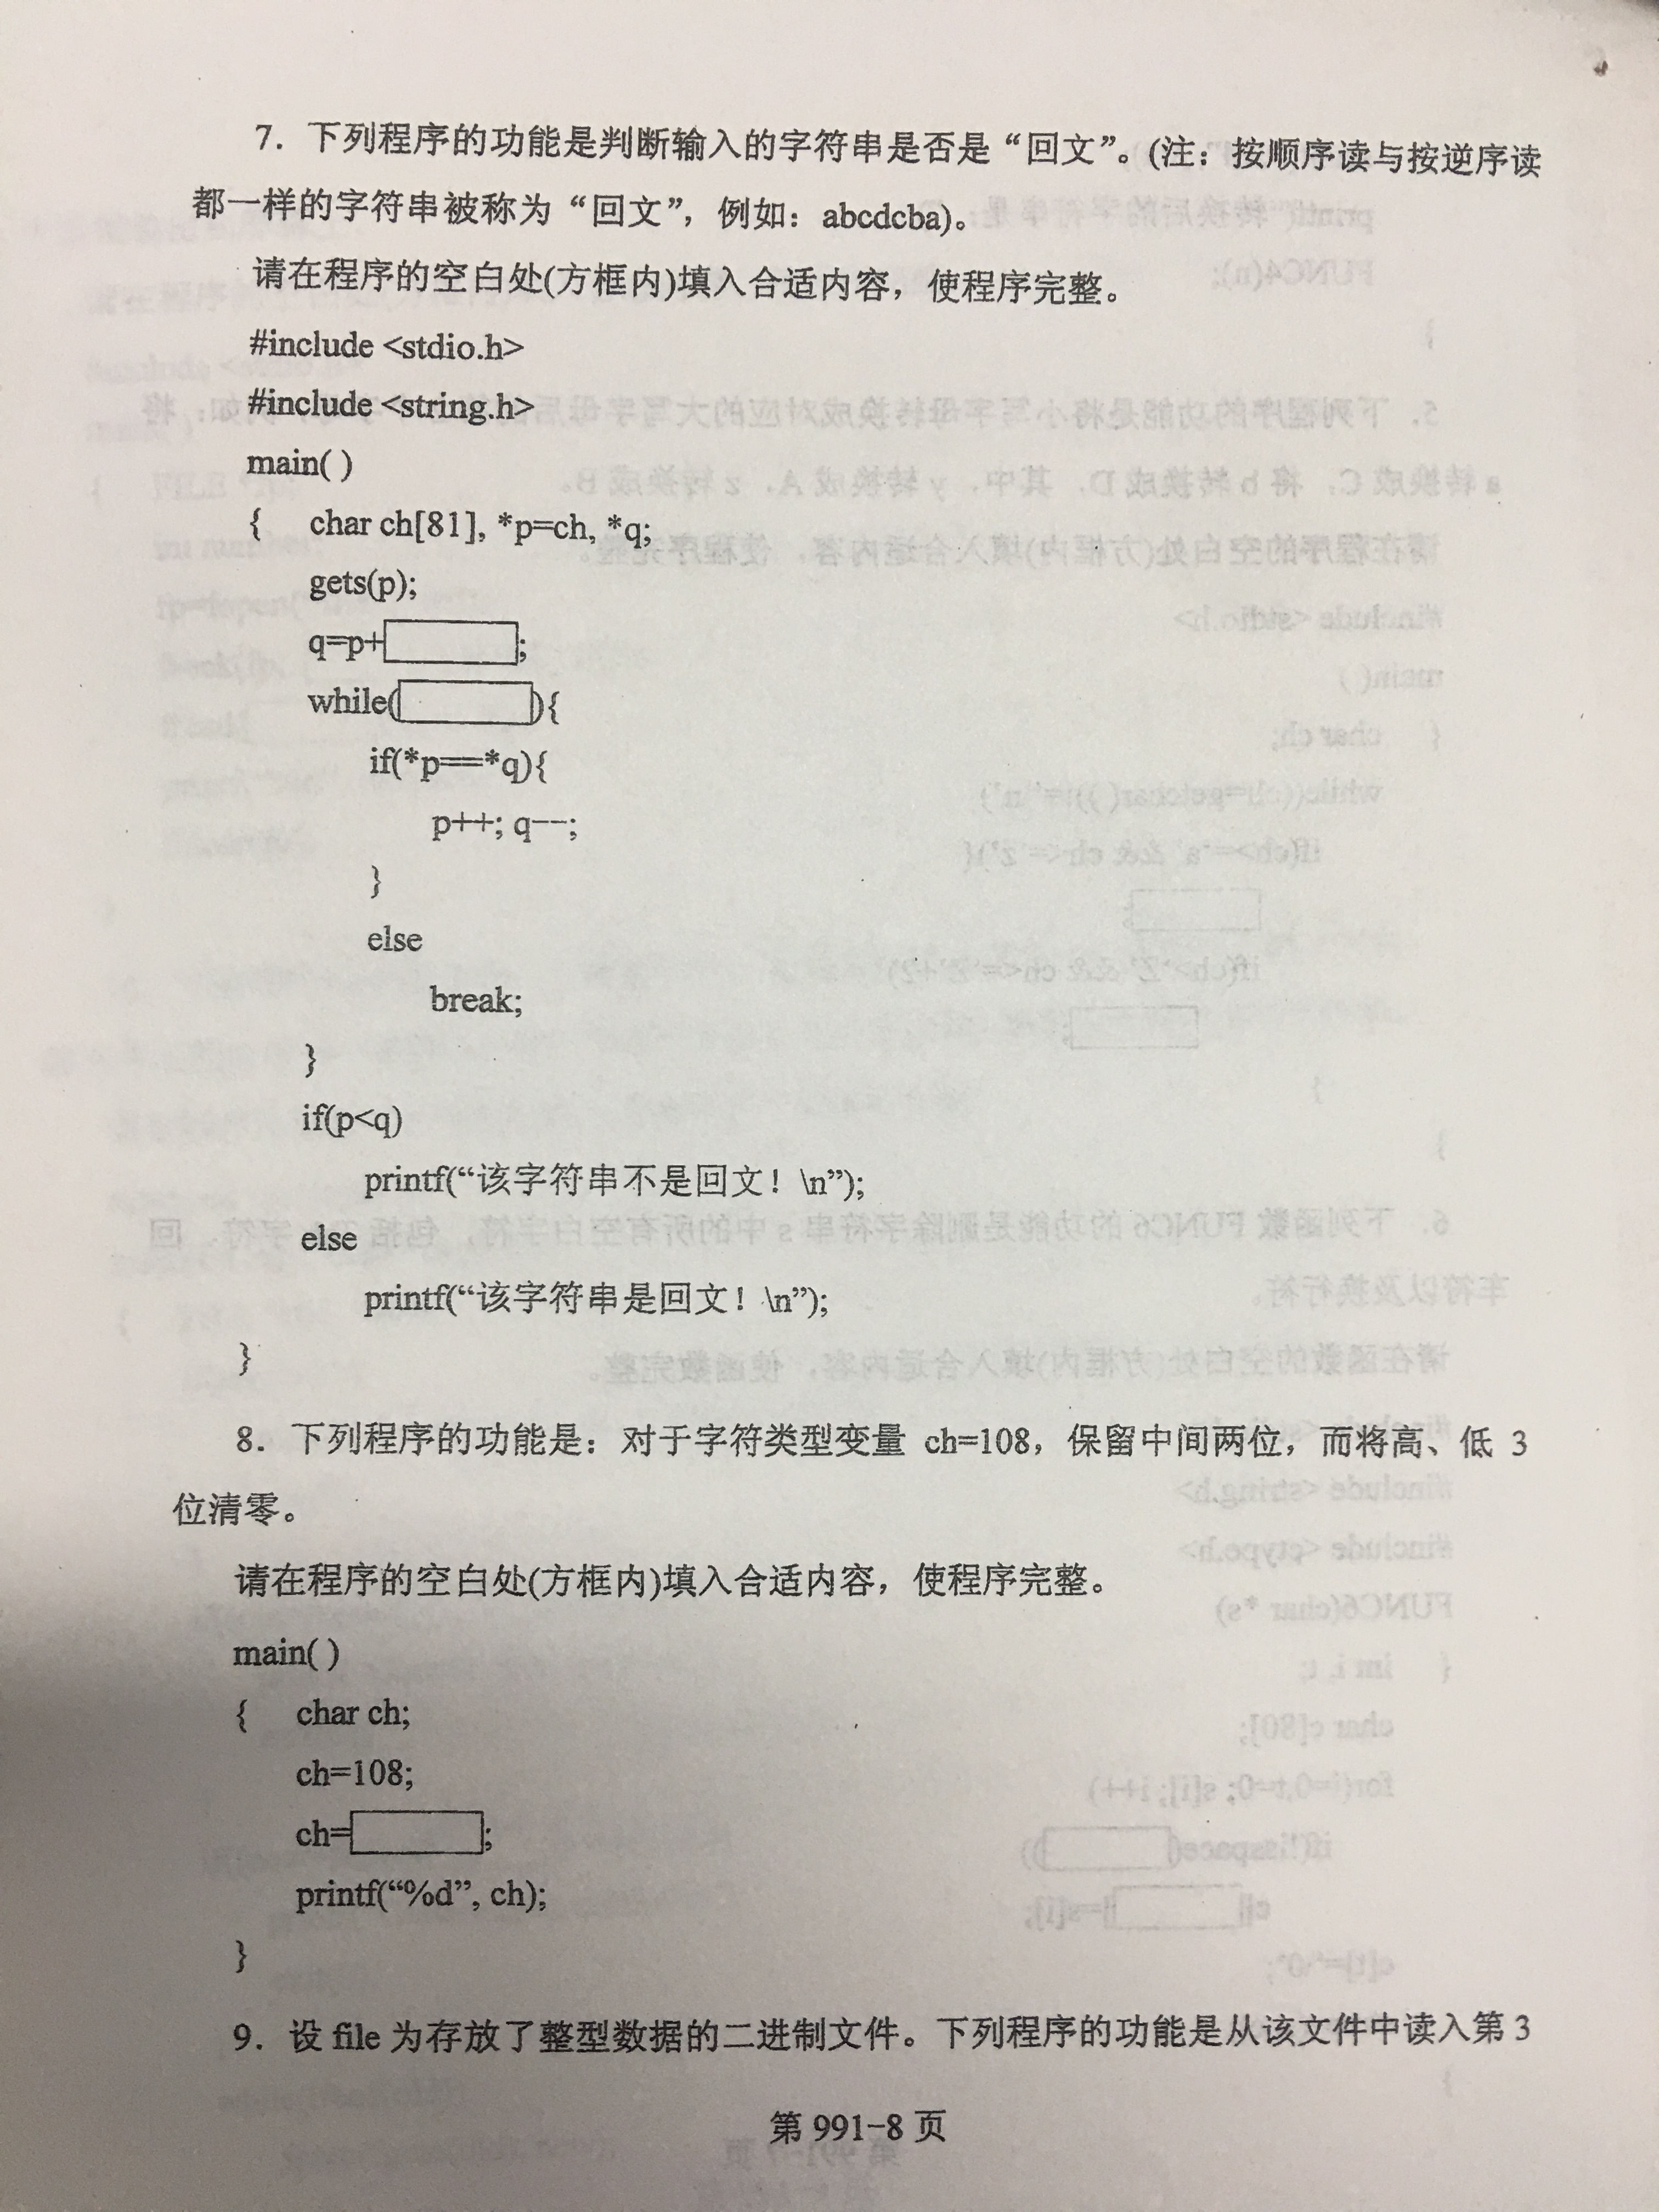 7. 下列程序的功能是判断输入的字符串是否是“回文”。(注：按顺序读与按逆序读
都一样的字符串被称为“回文”，例如：abcdcba)。
请在程序的空白处(方框内)填入合适内容，使程序完整。
#include <stdio.h>
#include <string.h>
main( )
{ char ch[81], *p=ch, *q;
gets(p);
q=p+ ;
while( ){
if(*p==*q){
p++; q--;
}
else
break;
}
if(p<q)
printf(“该字符串不是回文！\n”);
else
printf(“该字符串是回文！\n”);
}
8. 下列程序的功能是：对于字符类型变量 ch=108，保留中间两位，而将高、低 3
位清零。
请在程序的空白处(方框内)填入合适内容，使程序完整。
main( )
{ char ch;
ch=108;
ch= ;
printf(“%d”, ch);
}
9. 设 file 为存放了整型数据的二进制文件。下列程序的功能是从该文件中读入第 3
第 991-8 页